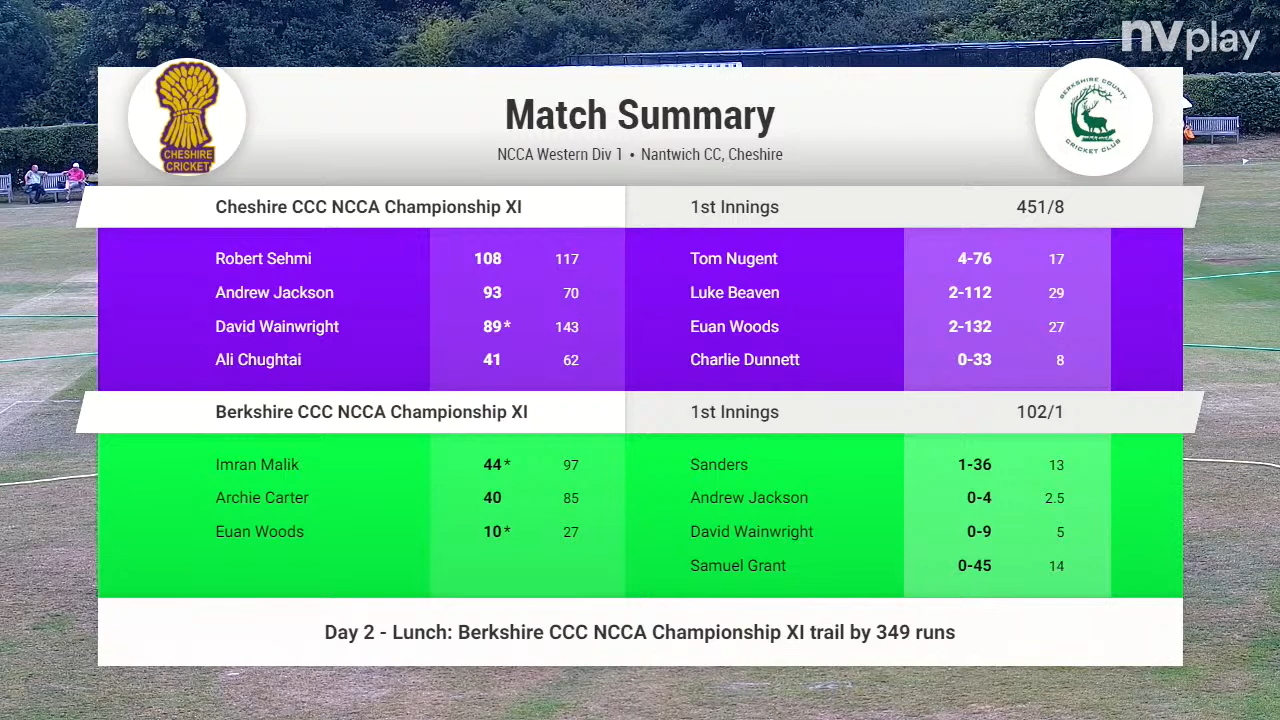 nvplay
CHESHIRE
CRICKET
Match Summary
NCCA Western Div 1 • Nantwich CC, Cheshire
BERKSHIRE COUNTY
CRICKET CLUB
Cheshire CCC NCCA Championship XI 1st Innings 451/8
Robert Sehmi 108 117 Tom Nugent 4-76 17
Andrew Jackson 93 70 Luke Beaven 2-112 29
David Wainwright 89* 143 Euan Woods 2-132 27
Ali Chughtai 41 62 Charlie Dunnett 0-33 8
Berkshire CCC NCCA Championship XI 1st Innings 102/1
Imran Malik 44* 97 Sanders 1-36 13
Archie Carter 40 85 Andrew Jackson 0-4 2.5
Euan Woods 10* 27 David Wainwright 0-9 5
Samuel Grant 0-45 14
Day 2 - Lunch: Berkshire CCC NCCA Championship XI trail by 349 runs